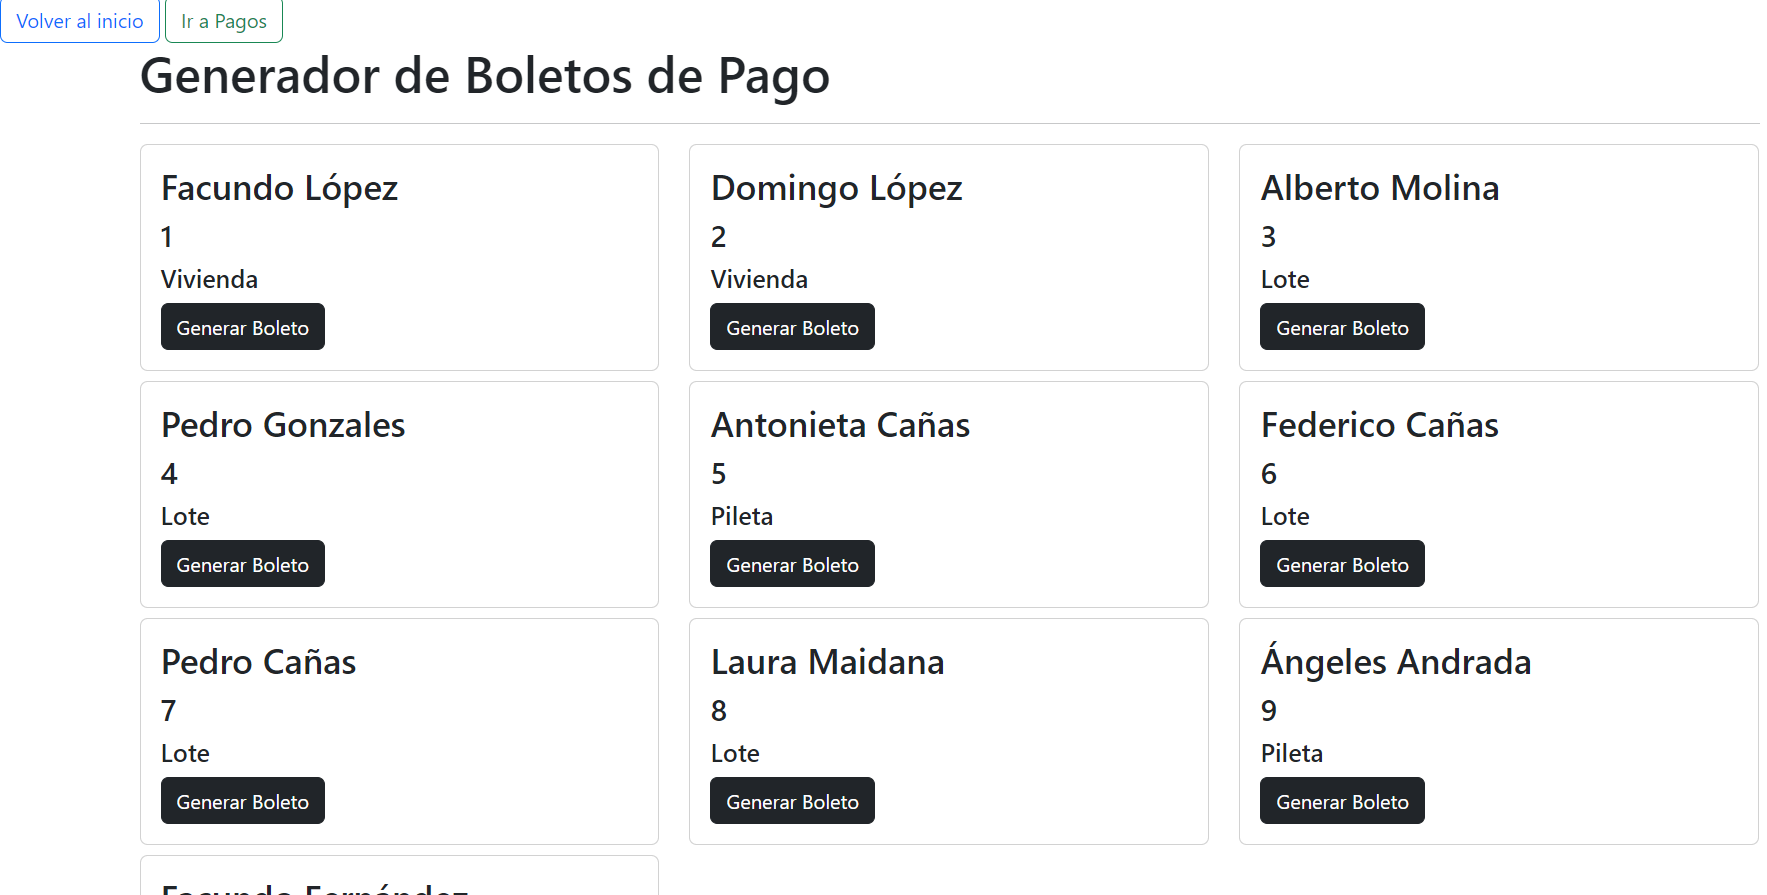 Volver al inicio Ir a Pagos
Generador de Boletos de Pago
Facundo López
1
Vivienda
Generar Boleto
Domingo López
2
Vivienda
Generar Boleto
Alberto Molina
3
Lote
Generar Boleto
Pedro Gonzales
4
Lote
Generar Boleto
Antonieta Cañas
5
Pileta
Generar Boleto
Federico Cañas
6
Lote
Generar Boleto
Pedro Cañas
7
Lote
Generar Boleto
Laura Maidana
8
Lote
Generar Boleto
Ángeles Andrada
9
Pileta
Generar Boleto
Facundo Fernández